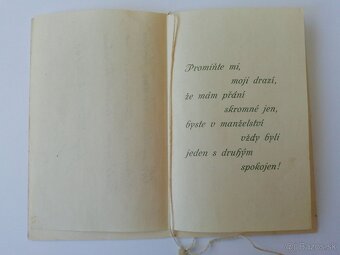 Promiňte mi,
moji drazí,
že mám přání
skromné jen,
byste v manželství
vždy byli
jeden s druhým
spokojen!